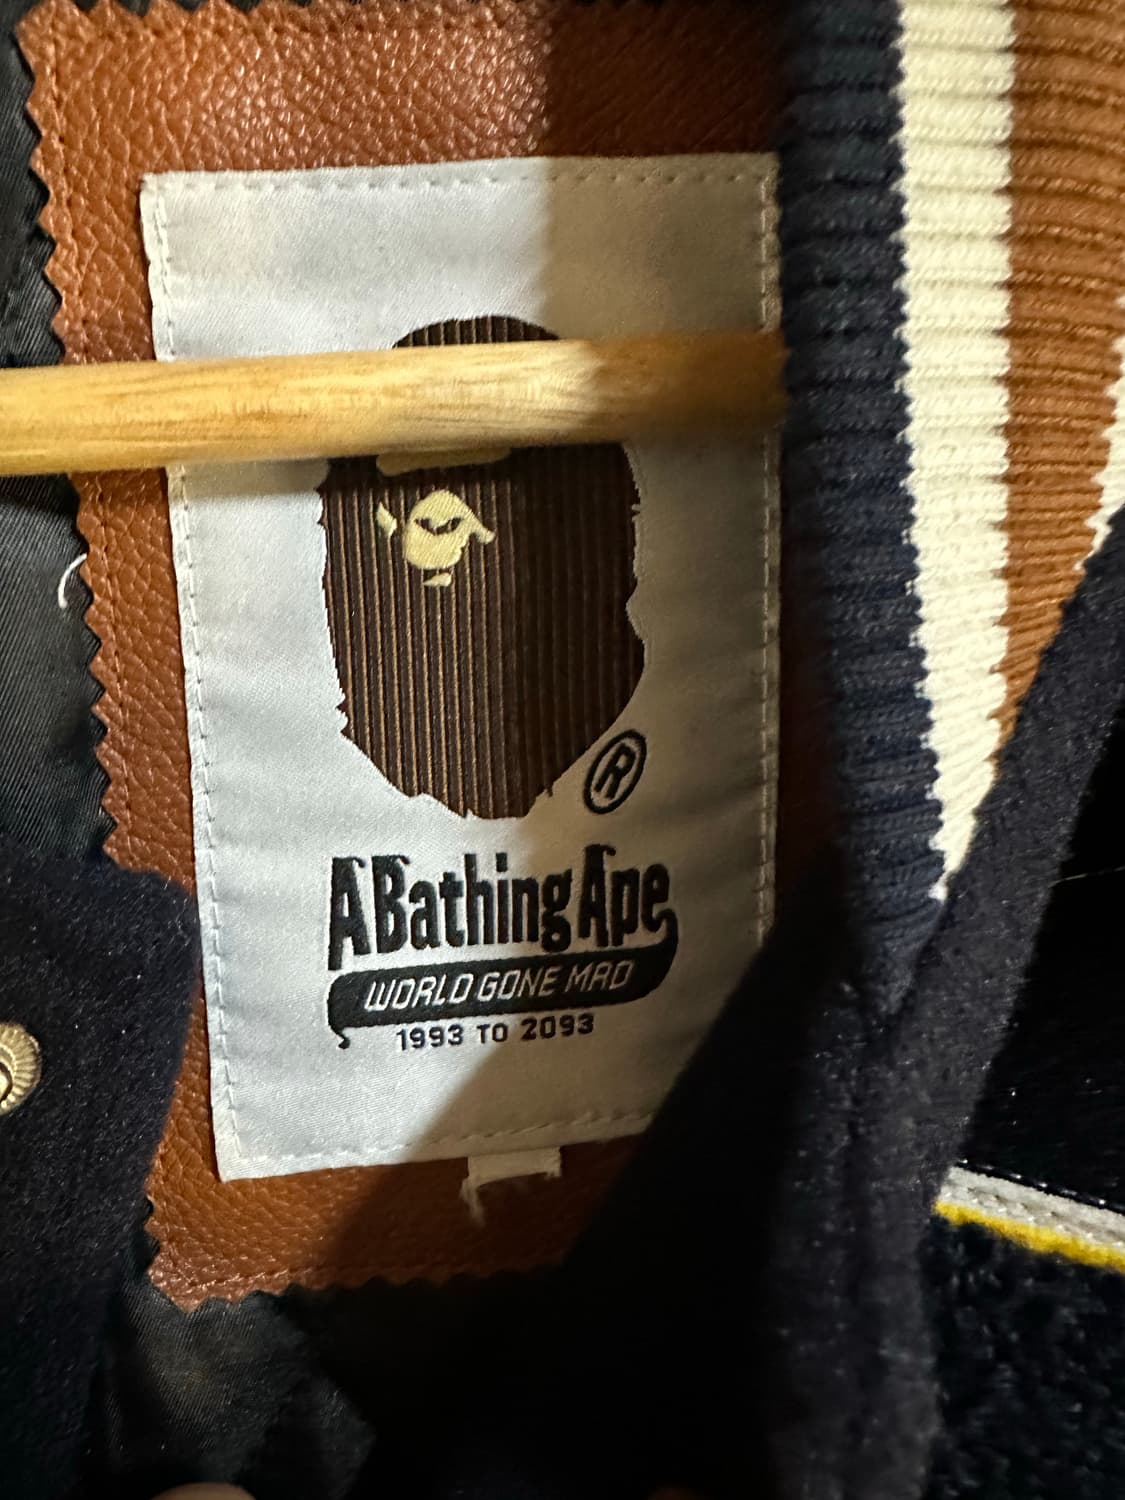 ®
A Bathing Ape
WORLD GONE MAD
1993 TO 2093